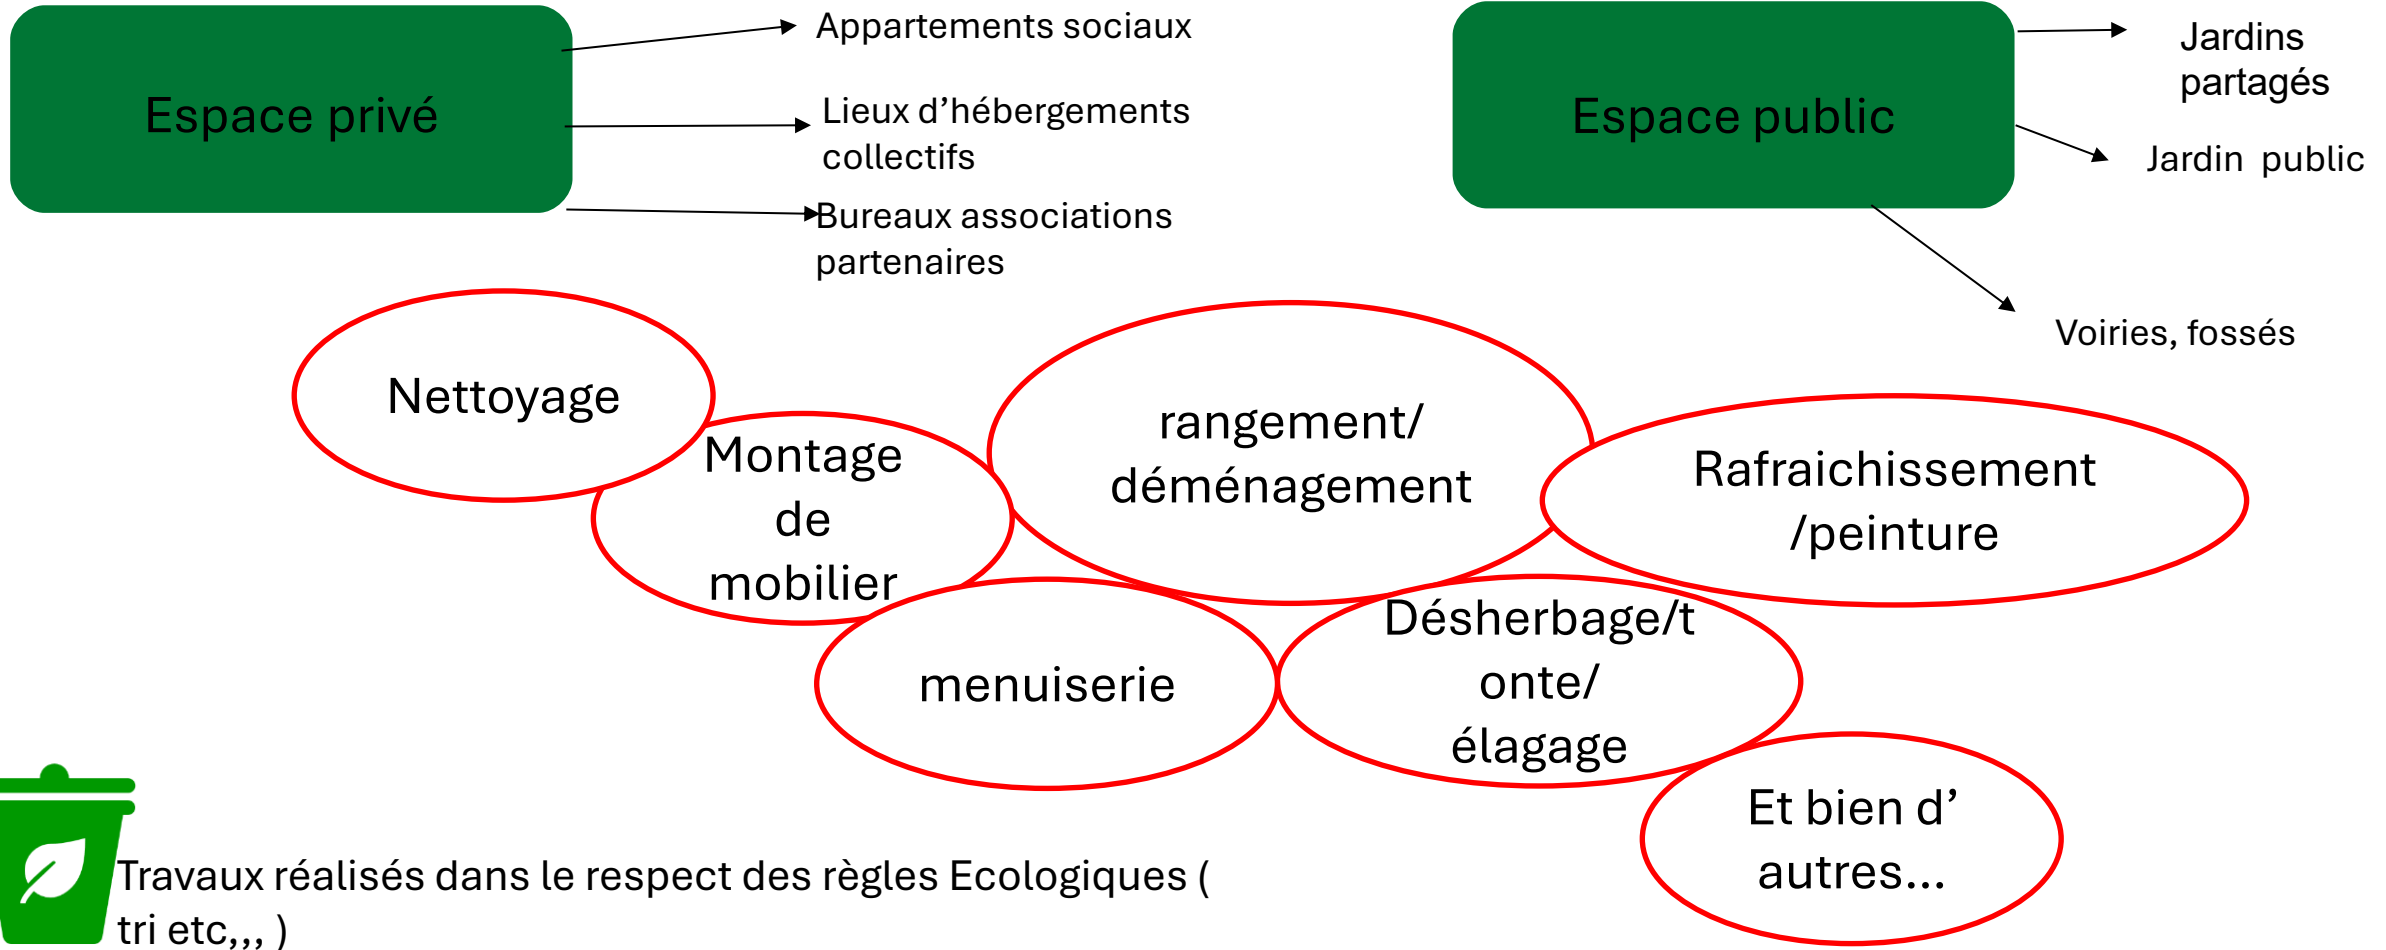 Espace privé
Appartements sociaux
Lieux d’hébergements
collectifs
Bureaux associations
partenaires
Espace public
Jardins
partagés
Jardin  public
Voiries, fossés
Nettoyage
Montage
de
mobilier
rangement/
déménagement
Rafraichissement
/peinture
menuiserie
Désherbage/t
onte/
élagage
Et bien d’
autres...
Travaux réalisés dans le respect des règles Ecologiques (
tri etc,,, )